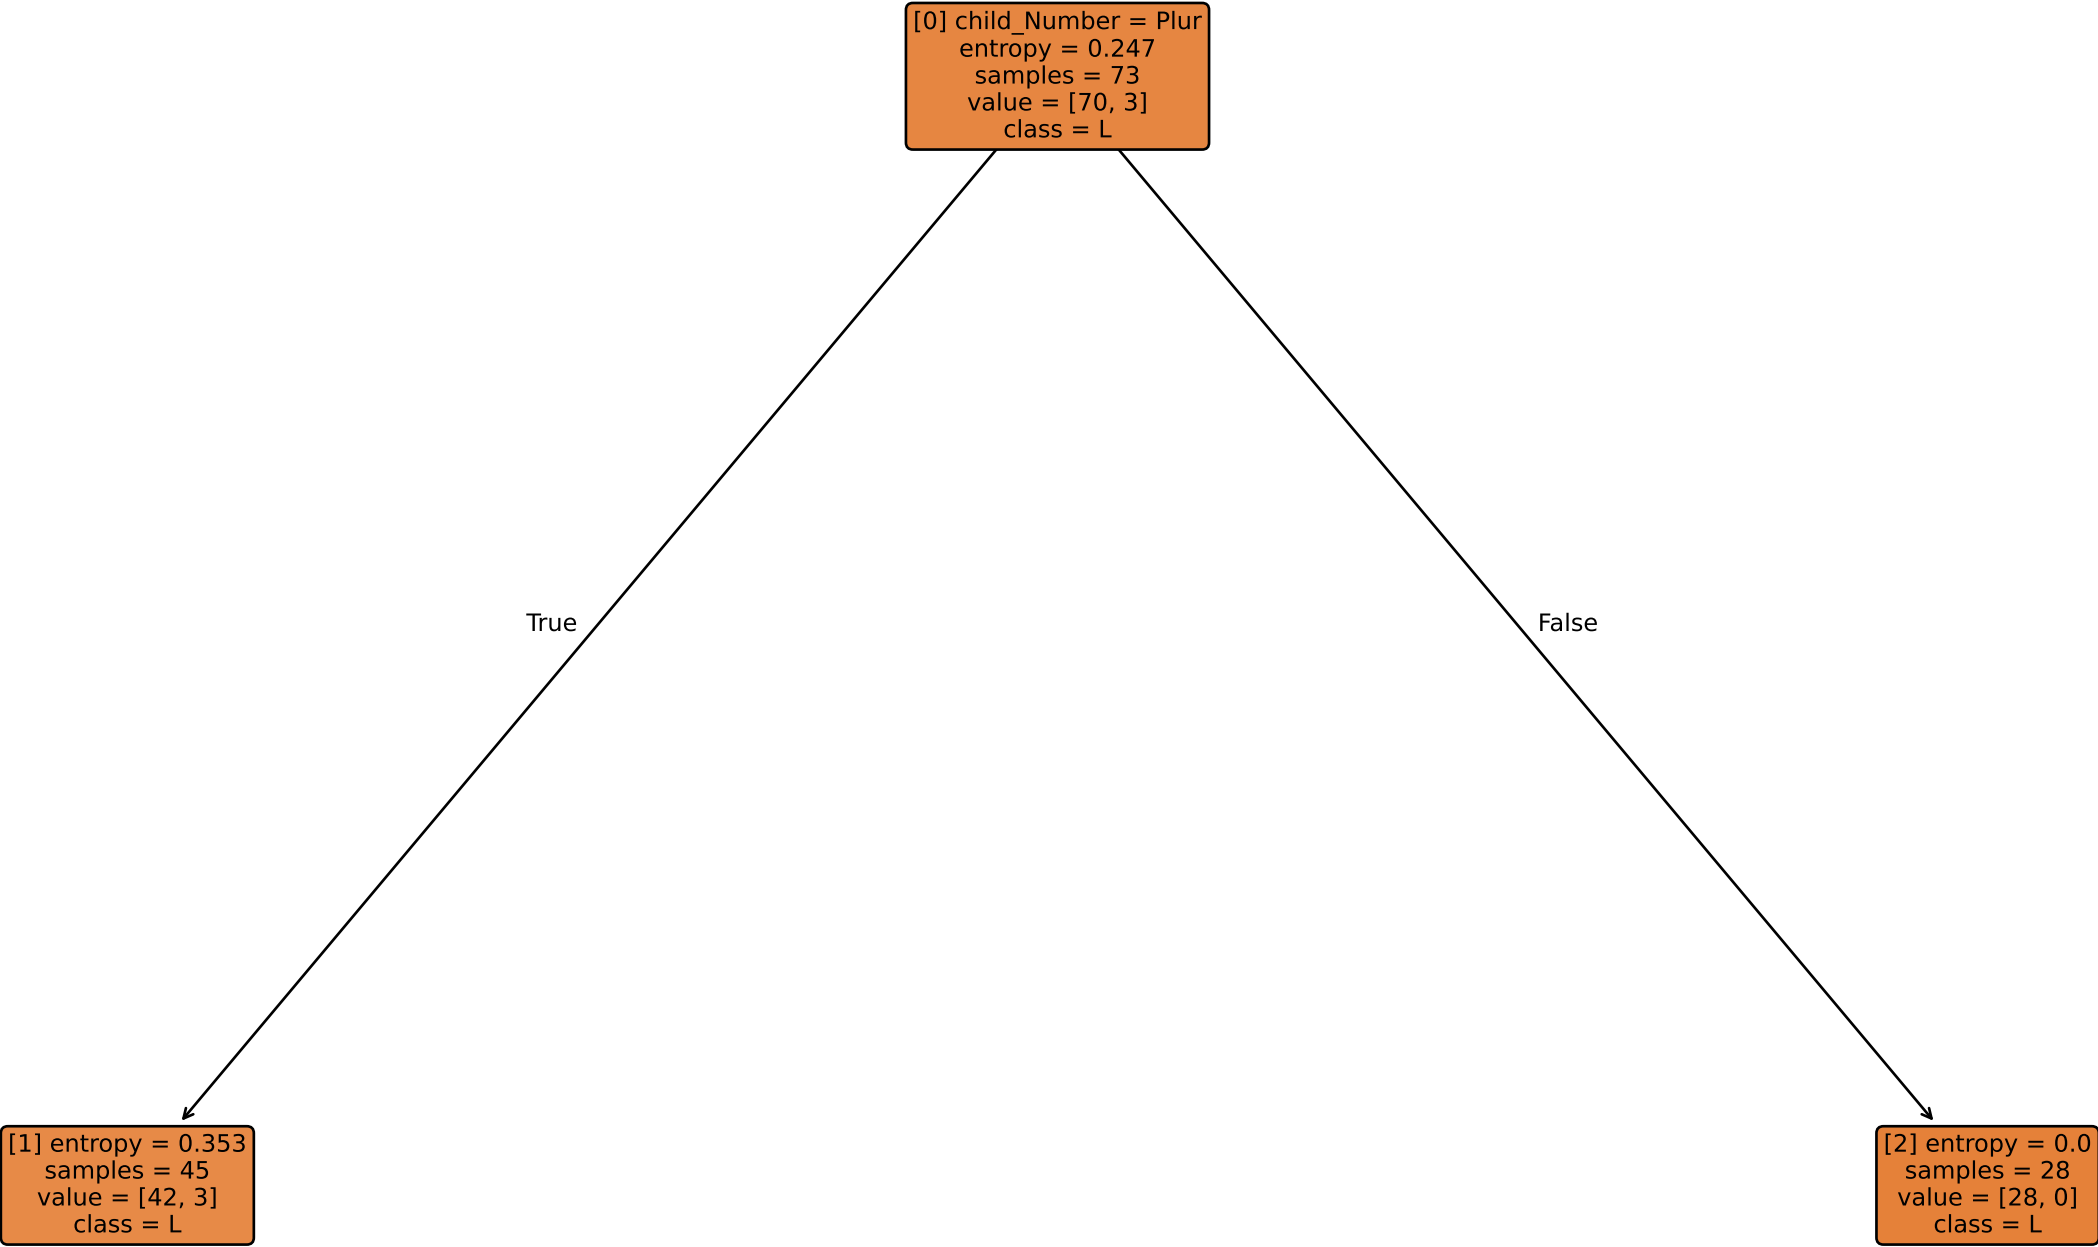 [0] child_Number = Plur
entropy = 0.247
samples = 73
value = [70, 3]
class = L
True
False
[1] entropy = 0.353
samples = 45
value = [42, 3]
class = L
[2] entropy = 0.0
samples = 28
value = [28, 0]
class = L